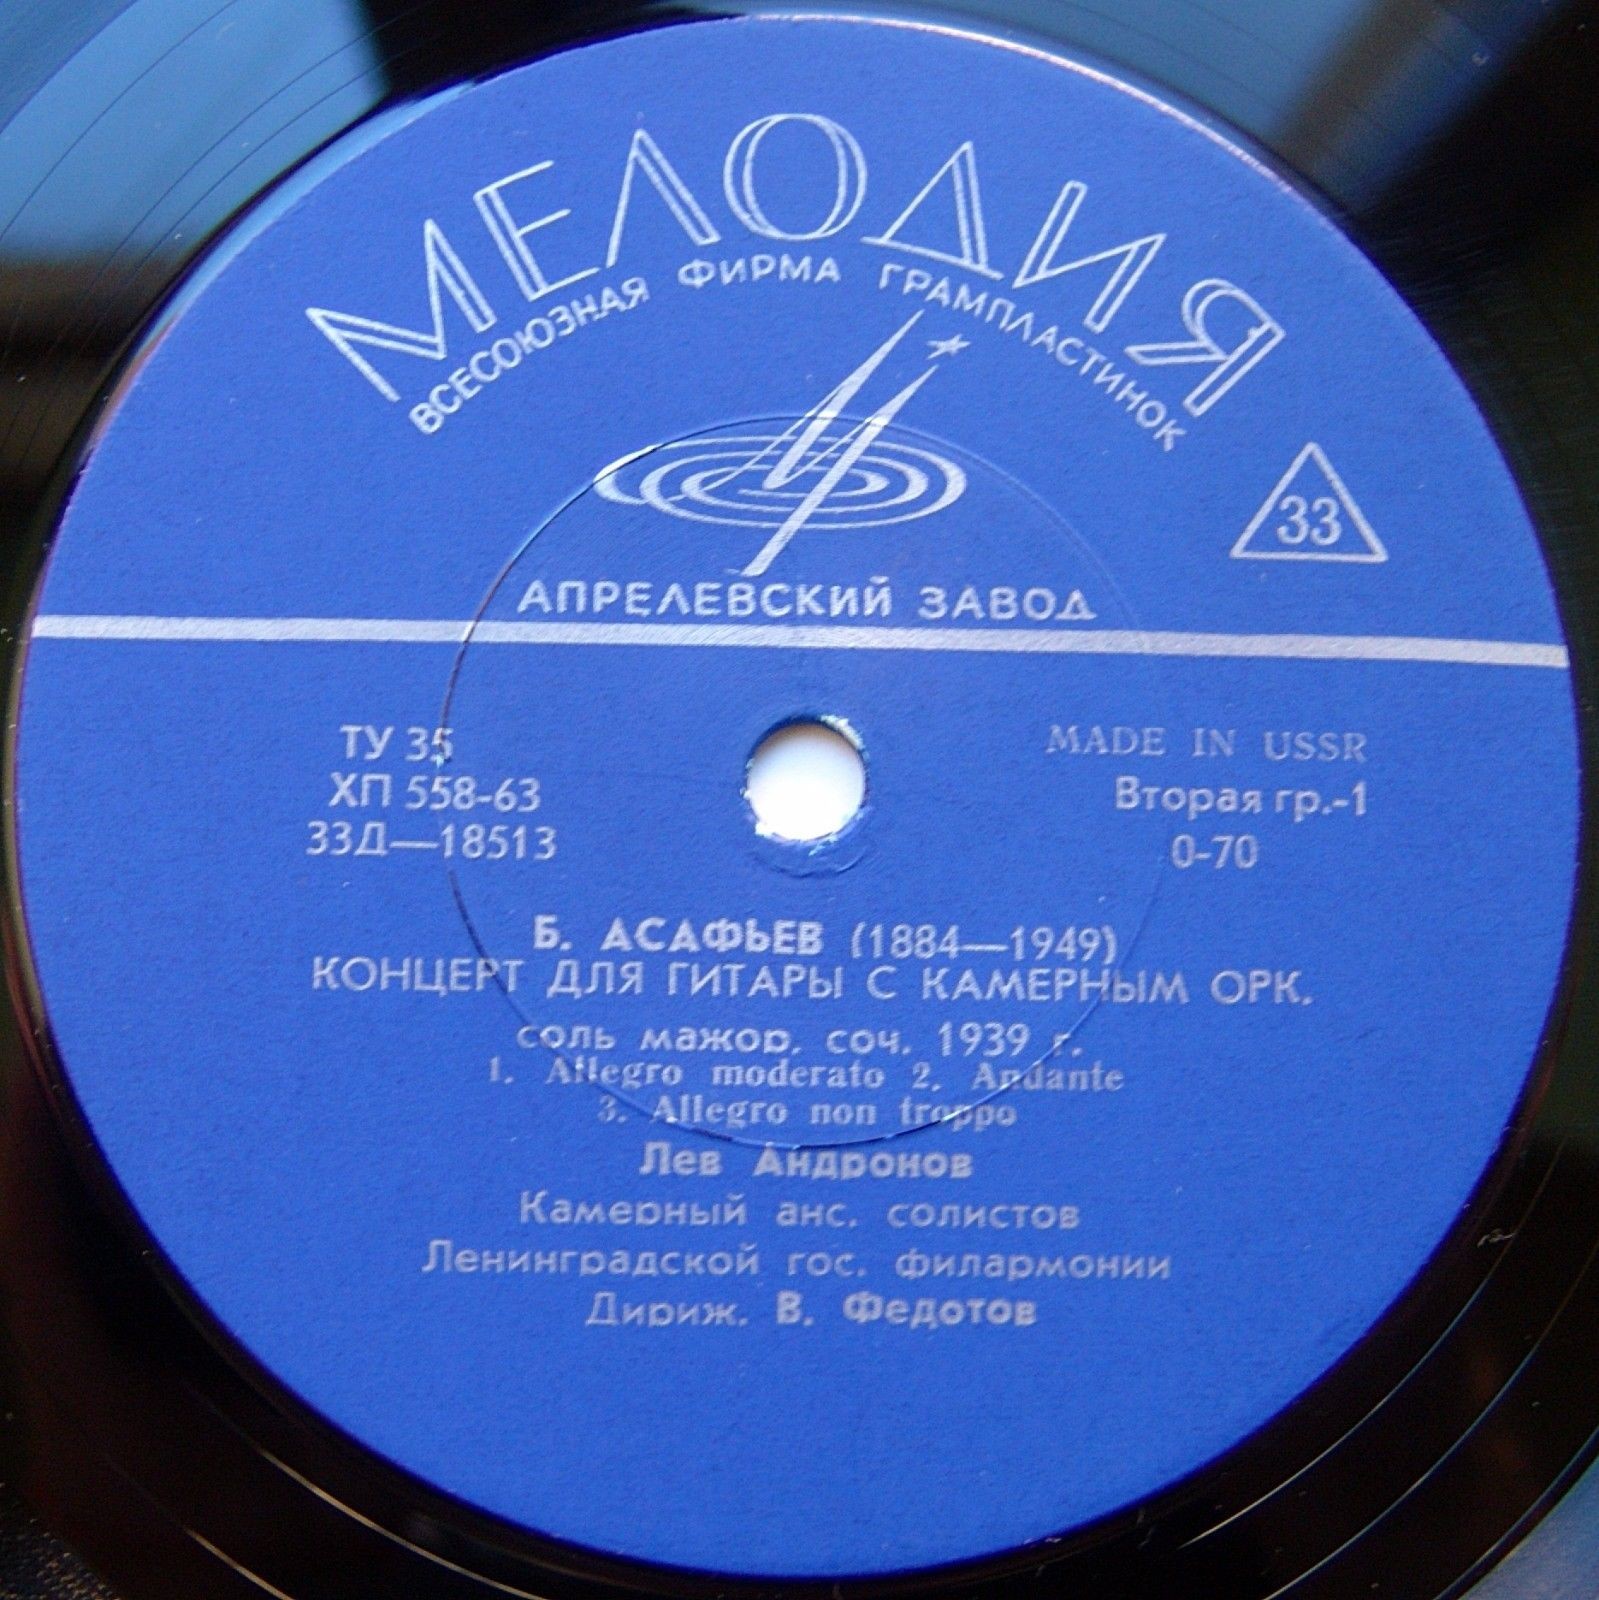 МЕЛОДИЯ
ВСЕСОЮЗНАЯ ФИРМА ГРАМПЛАСТИНОК
33
АПРЕЛЕВСКИЙ ЗАВОД
ТУ 35
ХП 558-63
33Д—18513
MADE IN USSR
Вторая гр.-1
0-70
Б. АСАФЬЕВ (1884—1949)
КОНЦЕРТ ДЛЯ ГИТАРЫ С КАМЕРНЫМ ОРК.
соль мажор. соч. 1939 г.
1. Allegro moderato 2. Andante
3. Allegro non troppo
Лев Андронов
Камерный анс. солистов
Ленинградской гос. филармонии
Дириж. В. Федотов